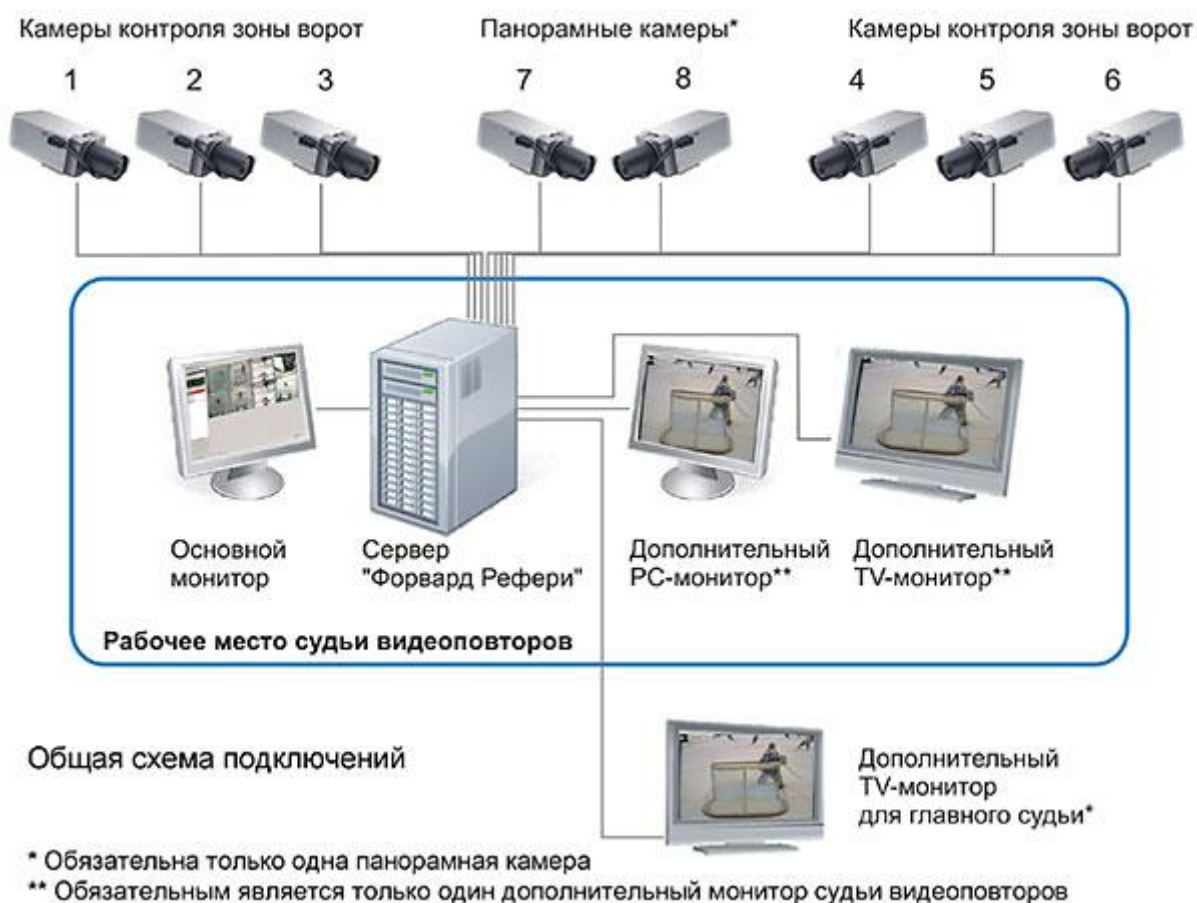 Камеры контроля зоны ворот
Панорамные камеры*
Камеры контроля зоны ворот
1 2 3 7 8 4 5 6
Основной
монитор
Сервер
"Форвард Рефери"
Дополнительный
PC-монитор**
Дополнительный
TV-монитор**
Рабочее место судьи видеоповторов
Общая схема подключений
Дополнительный
TV-монитор
для главного судьи*
* Обязательна только одна панорамная камера
** Обязательным является только один дополнительный монитор судьи видеоповторов